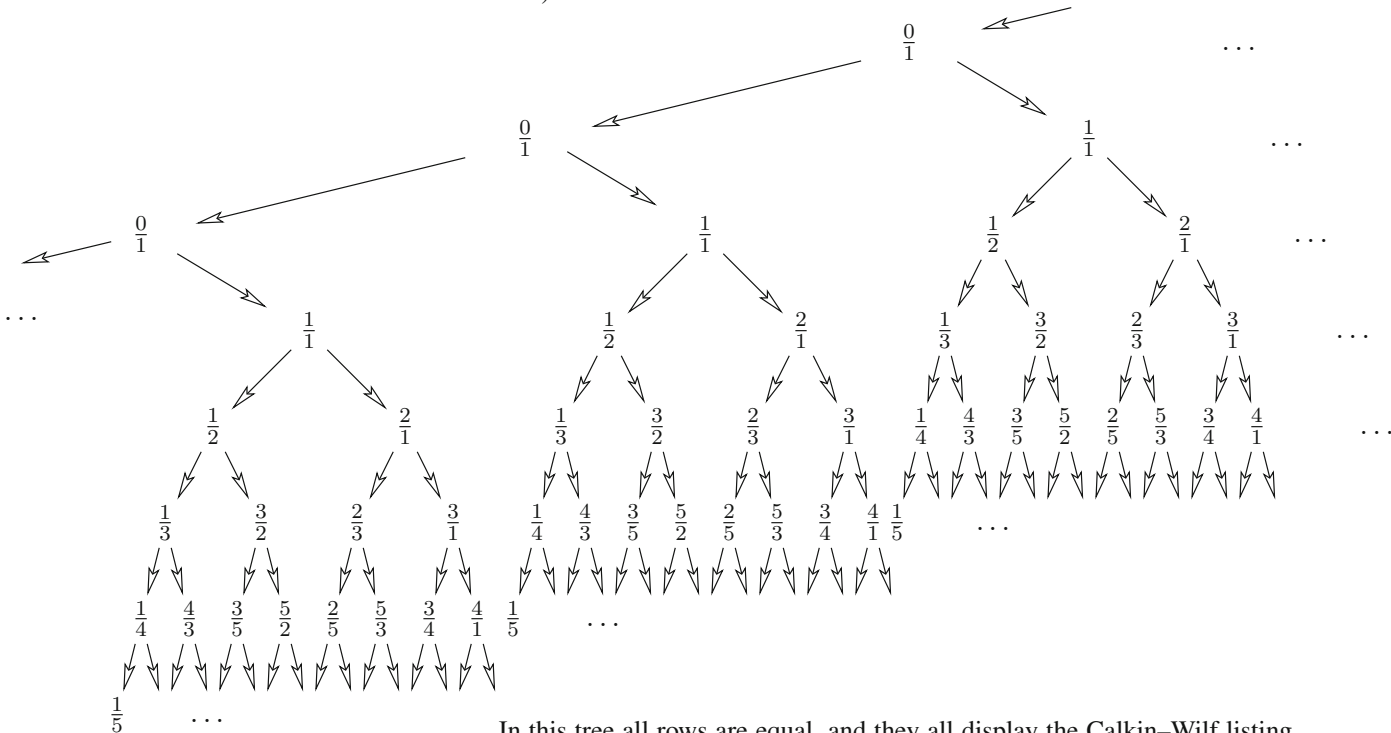 0/1 ...
0/1 1/1 ...
0/1 1/1 1/2 2/1 ...
... 1/1 1/2 2/1 1/3 3/2 2/3 3/1 ...
1/2 2/1 1/3 3/2 2/3 3/1 1/4 4/3 3/5 5/2 2/5 5/3 3/4 4/1 ...
1/3 3/2 2/3 3/1 1/4 4/3 3/5 5/2 2/5 5/3 3/4 4/1 1/5 ...
1/4 4/3 3/5 5/2 2/5 5/3 3/4 4/1 1/5 ...
1/5 ...
In this tree all rows are equal, and they all display the Calkin–Wilf listing